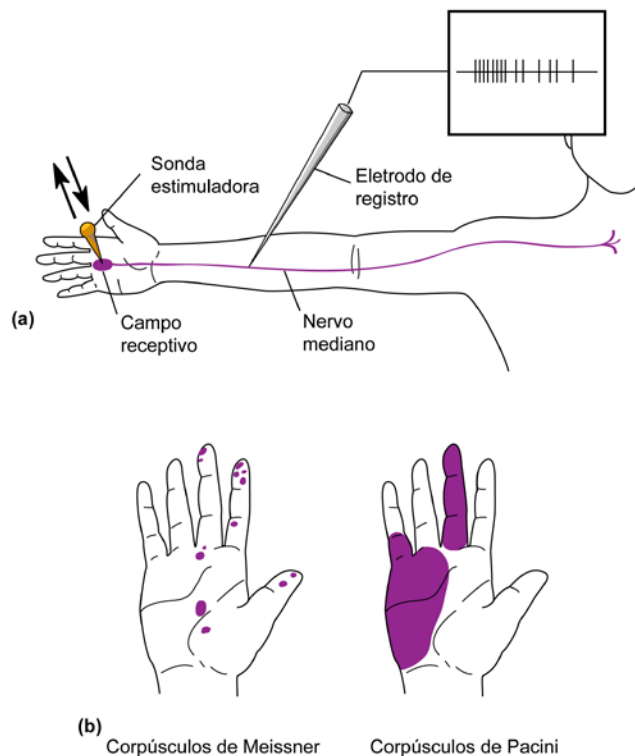 Sonda
estimuladora
Eletrodo de
registro
(a)
Campo
receptivo
Nervo
mediano
(b)
Corpúsculos de Meissner
Corpúsculos de Pacini